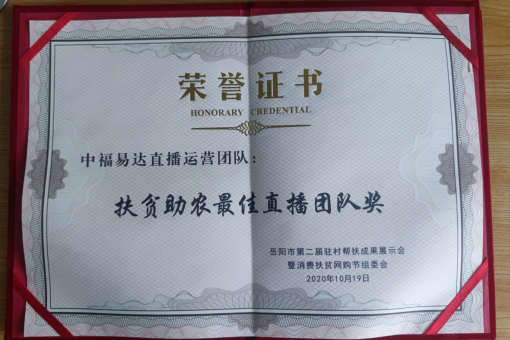 荣誉证书
HONORARY CREDENTIAL
中福易达直播运营团队：
扶贫助农最佳直播团队奖
岳阳市第二届驻村帮扶成果展示会
暨消费扶贫网购节组委会
2020年10月19日